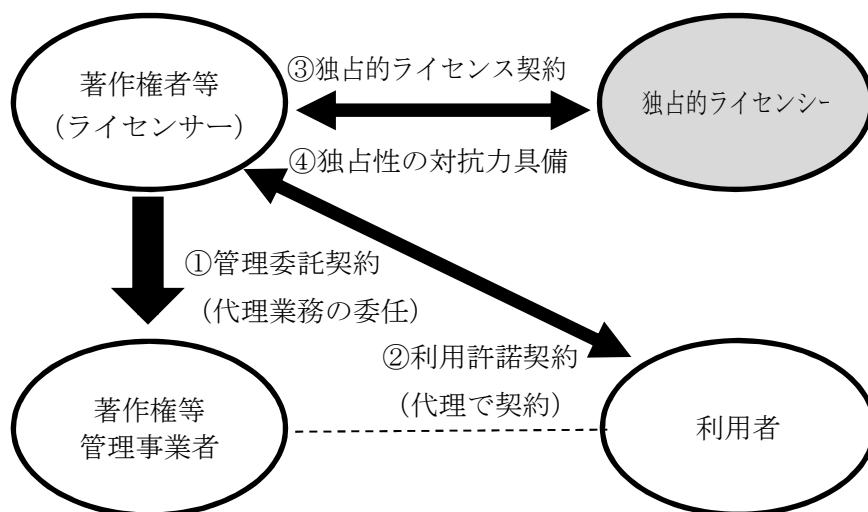 著作権者等
(ライセンサー)
③独占的ライセンス契約
独占的ライセンシー
④独占性の対抗力具備
①管理委託契約
(代理業務の委任)
②利用許諾契約
(代理で契約)
著作権等
管理事業者
利用者